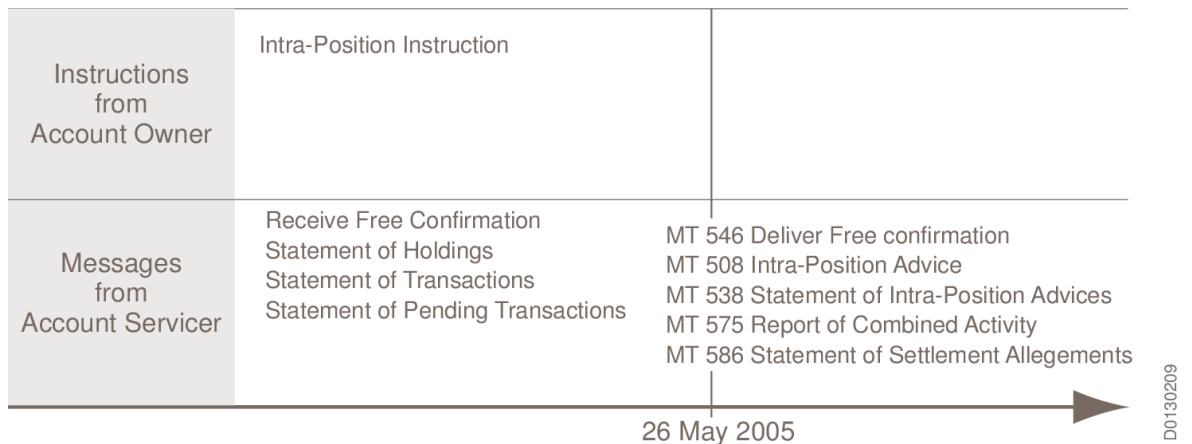 Instructions
from
Account Owner
Intra-Position Instruction
Messages
from
Account Servicer
Receive Free Confirmation
Statement of Holdings
Statement of Transactions
Statement of Pending Transactions
MT 546 Deliver Free confirmation
MT 508 Intra-Position Advice
MT 538 Statement of Intra-Position Advices
MT 575 Report of Combined Activity
MT 586 Statement of Settlement Allegements
26 May 2005
D0130209